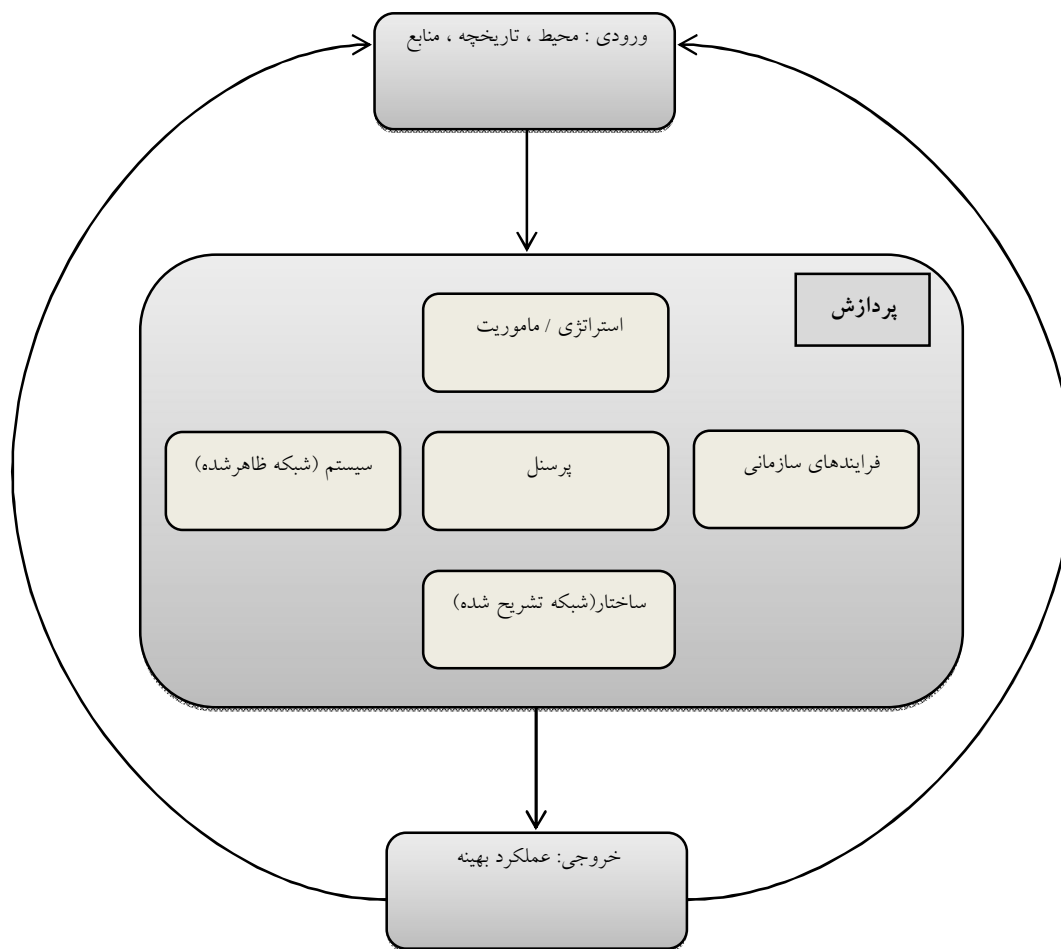 ورودی : محیط ، تاریخچه ، منابع
پردازش
استراتژی / ماموریت
فرایندهای سازمانی
پرسنل
سیستم (شبکه ظاهرشده)
ساختار(شبکه تشریح شده)
خروجی: عملکرد بهینه